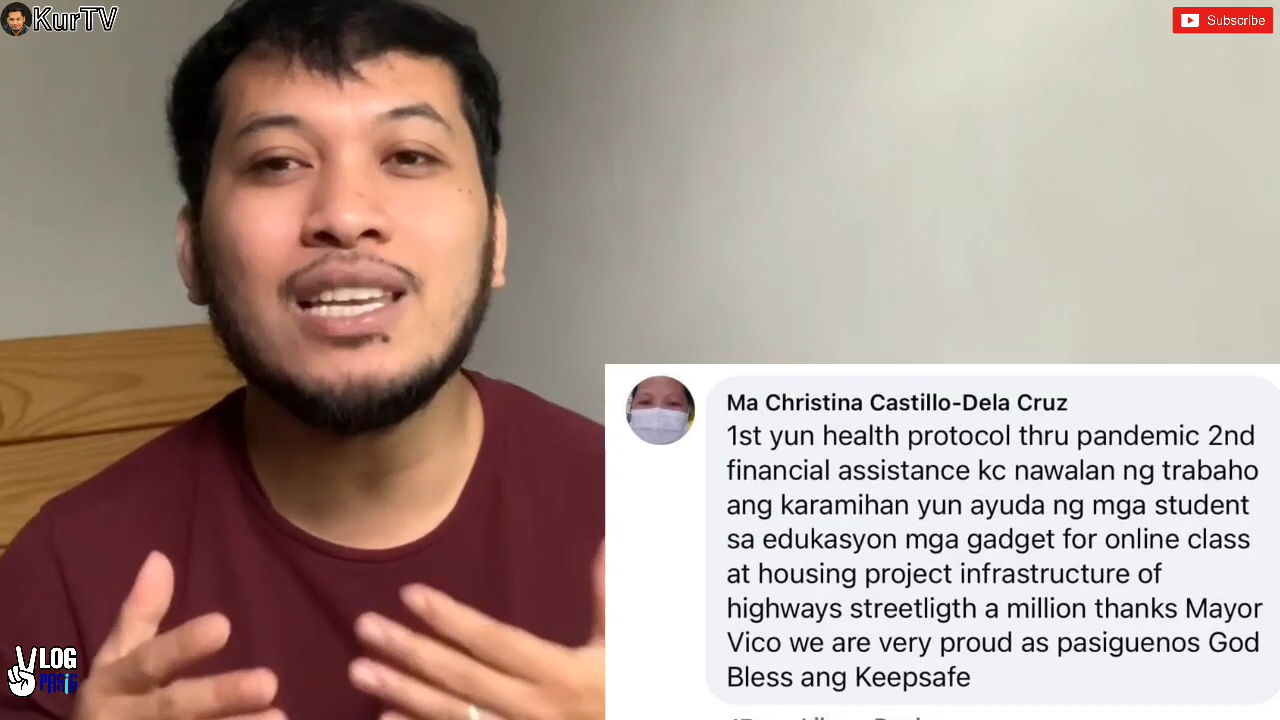 KurTV
Subscribe
Ma Christina Castillo-Dela Cruz
1st yun health protocol thru pandemic 2nd
financial assistance kc nawalan ng trabaho
ang karamihan yun ayuda ng mga student
sa edukasyon mga gadget for online class
at housing project infrastructure of
highways streetligth a million thanks Mayor
Vico we are very proud as pasiguenos God
Bless ang Keepsafe
VLOG
PASIG